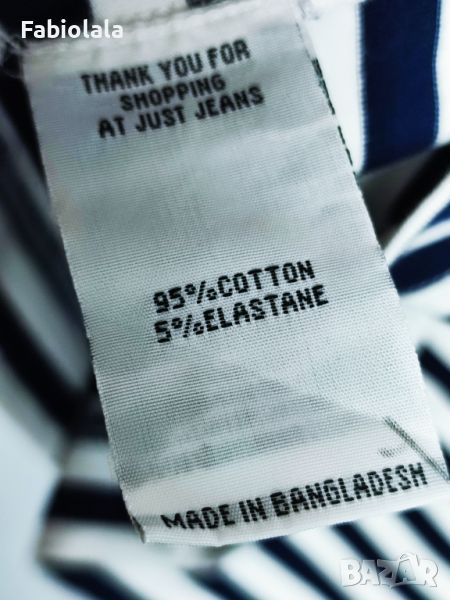 Fabiolala
THANK YOU FOR
SHOPPING
AT JUST JEANS
95%COTTON
5%ELASTANE
MADE IN BANGLADESH
BAZAR